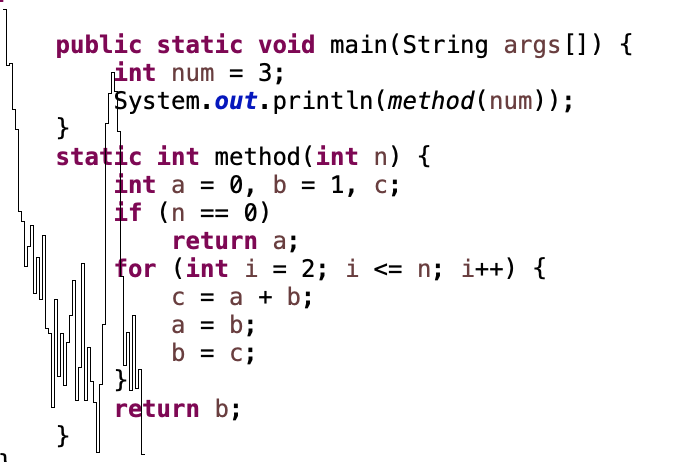 public static void main(String args[]) {
int num = 3;
System.out.println(method(num));
}
static int method(int n) {
int a = 0, b = 1, c;
if (n == 0)
return a;
for (int i = 2; i <= n; i++) {
c = a + b;
a = b;
b = c;
}
return b;
}
}